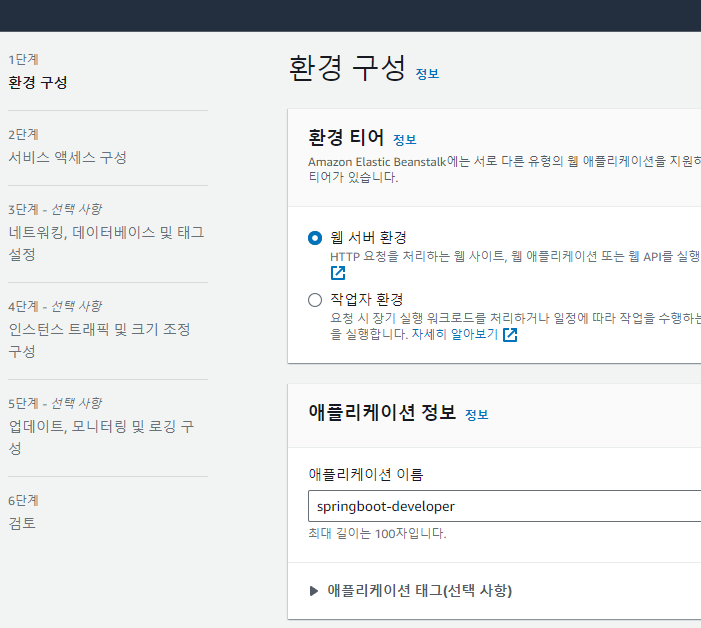 1단계
환경 구성
2단계
서비스 액세스 구성
3단계 - 선택 사항
네트워킹, 데이터베이스 및 태그
설정
4단계 - 선택 사항
인스턴스 트래픽 및 크기 조정
구성
5단계 - 선택 사항
업데이트, 모니터링 및 로깅 구
성
6단계
검토
환경 구성 정보
환경 티어 정보
Amazon Elastic Beanstalk에는 서로 다른 유형의 웹 애플리케이션을 지원하
티어가 있습니다.
웹 서버 환경
HTTP 요청을 처리하는 웹 사이트, 웹 애플리케이션 또는 웹 API를 실행
작업자 환경
요청 시 장기 실행 워크로드를 처리하거나 일정에 따라 작업을 수행하는
을 실행합니다. 자세히 알아보기
애플리케이션 정보 정보
애플리케이션 이름
springboot-developer
최대 길이는 100자입니다.
애플리케이션 태그(선택 사항)